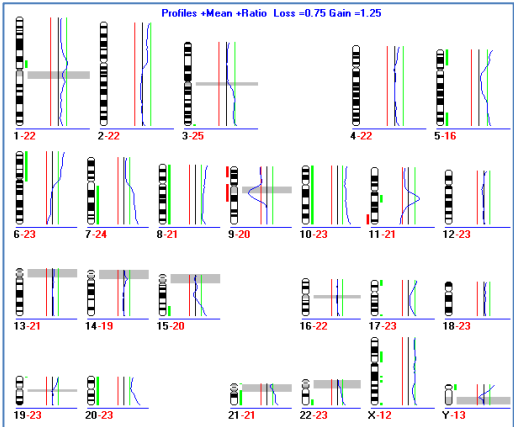 Profiles +Mean +Ratio Loss =0.75 Gain =1.25
1-22 2-22 3-25 4-22 5-16
6-23 7-24 8-21 9-20 10-23 11-21 12-23
13-21 14-19 15-20 16-22 17-23 18-23
19-23 20-23 21-21 22-23 X-12 Y-13